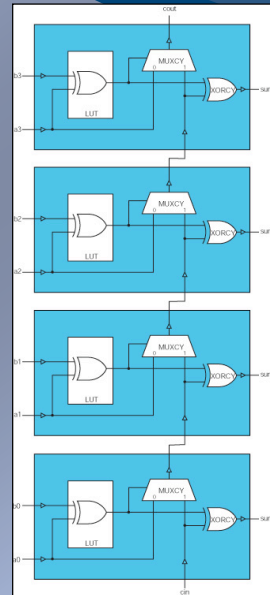 cout
MUXCY
0 1
b3
XORCY
sum
a3
LUT
MUXCY
0 1
b2
XORCY
sum
a2
LUT
MUXCY
0 1
b1
XORCY
sum
a1
LUT
MUXCY
0 1
b0
XORCY
sum
a0
LUT
cin